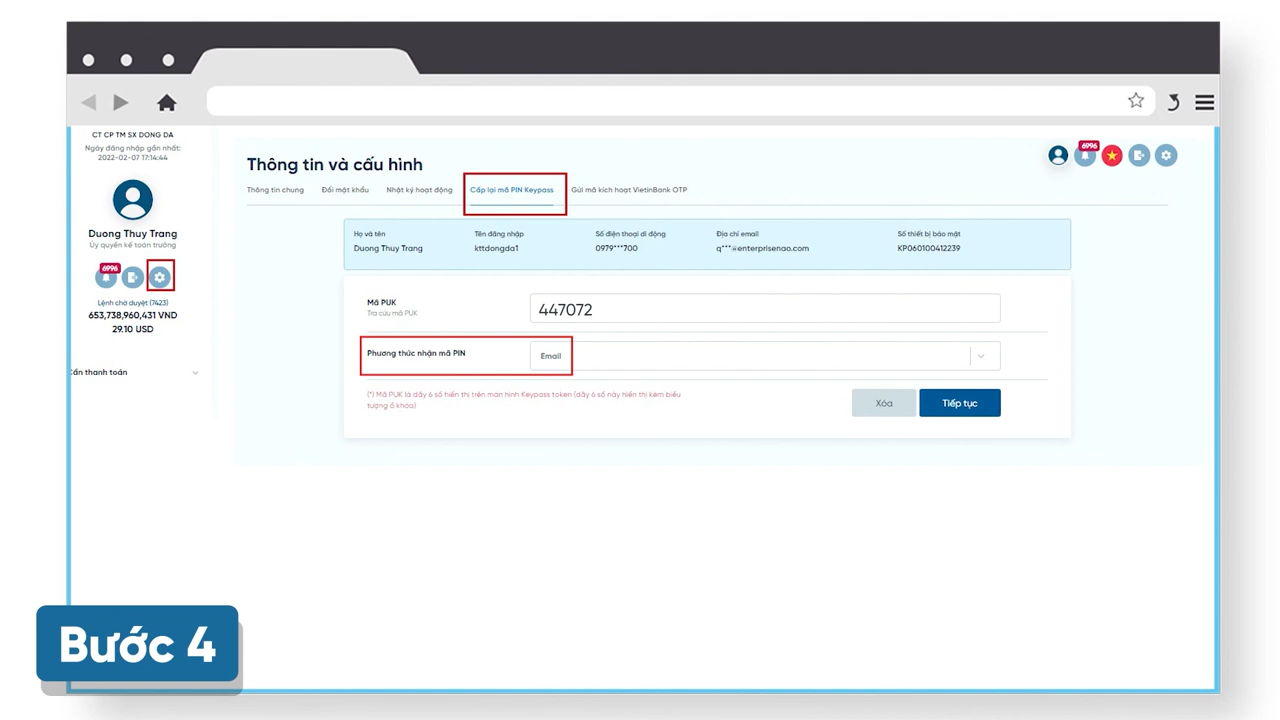 CT CP TM SX DONG DA
Ngày đăng nhập gần nhất:
2022-02-07 17:14:44
Duong Thuy Trang
Ủy quyền kế toán trưởng
6996
Lệnh chờ duyệt (7423)
653,738,960,431 VND
29.10 USD
ần thanh toán
Thông tin và cấu hình
6996
Thông tin chung
Đổi mật khẩu
Nhật ký hoạt động
Cấp lại mã PIN Keypass
Gửi mã kích hoạt VietinBank OTP
Họ và tên
Tên đăng nhập
Số điện thoại di động
Địa chỉ email
Số thiết bị bảo mật
Duong Thuy Trang
kttdongda1
0979***700
q***@enterprisenao.com
KP060100412239
Mã PUK
Tra cứu mã PUK
447072
Phương thức nhận mã PIN
Email
(*) Mã PUK là dãy 6 số hiển thị trên màn hình Keypass token (dãy 6 số này hiển thị kèm biểu
tượng ổ khóa)
Xóa
Tiếp tục
Bước 4